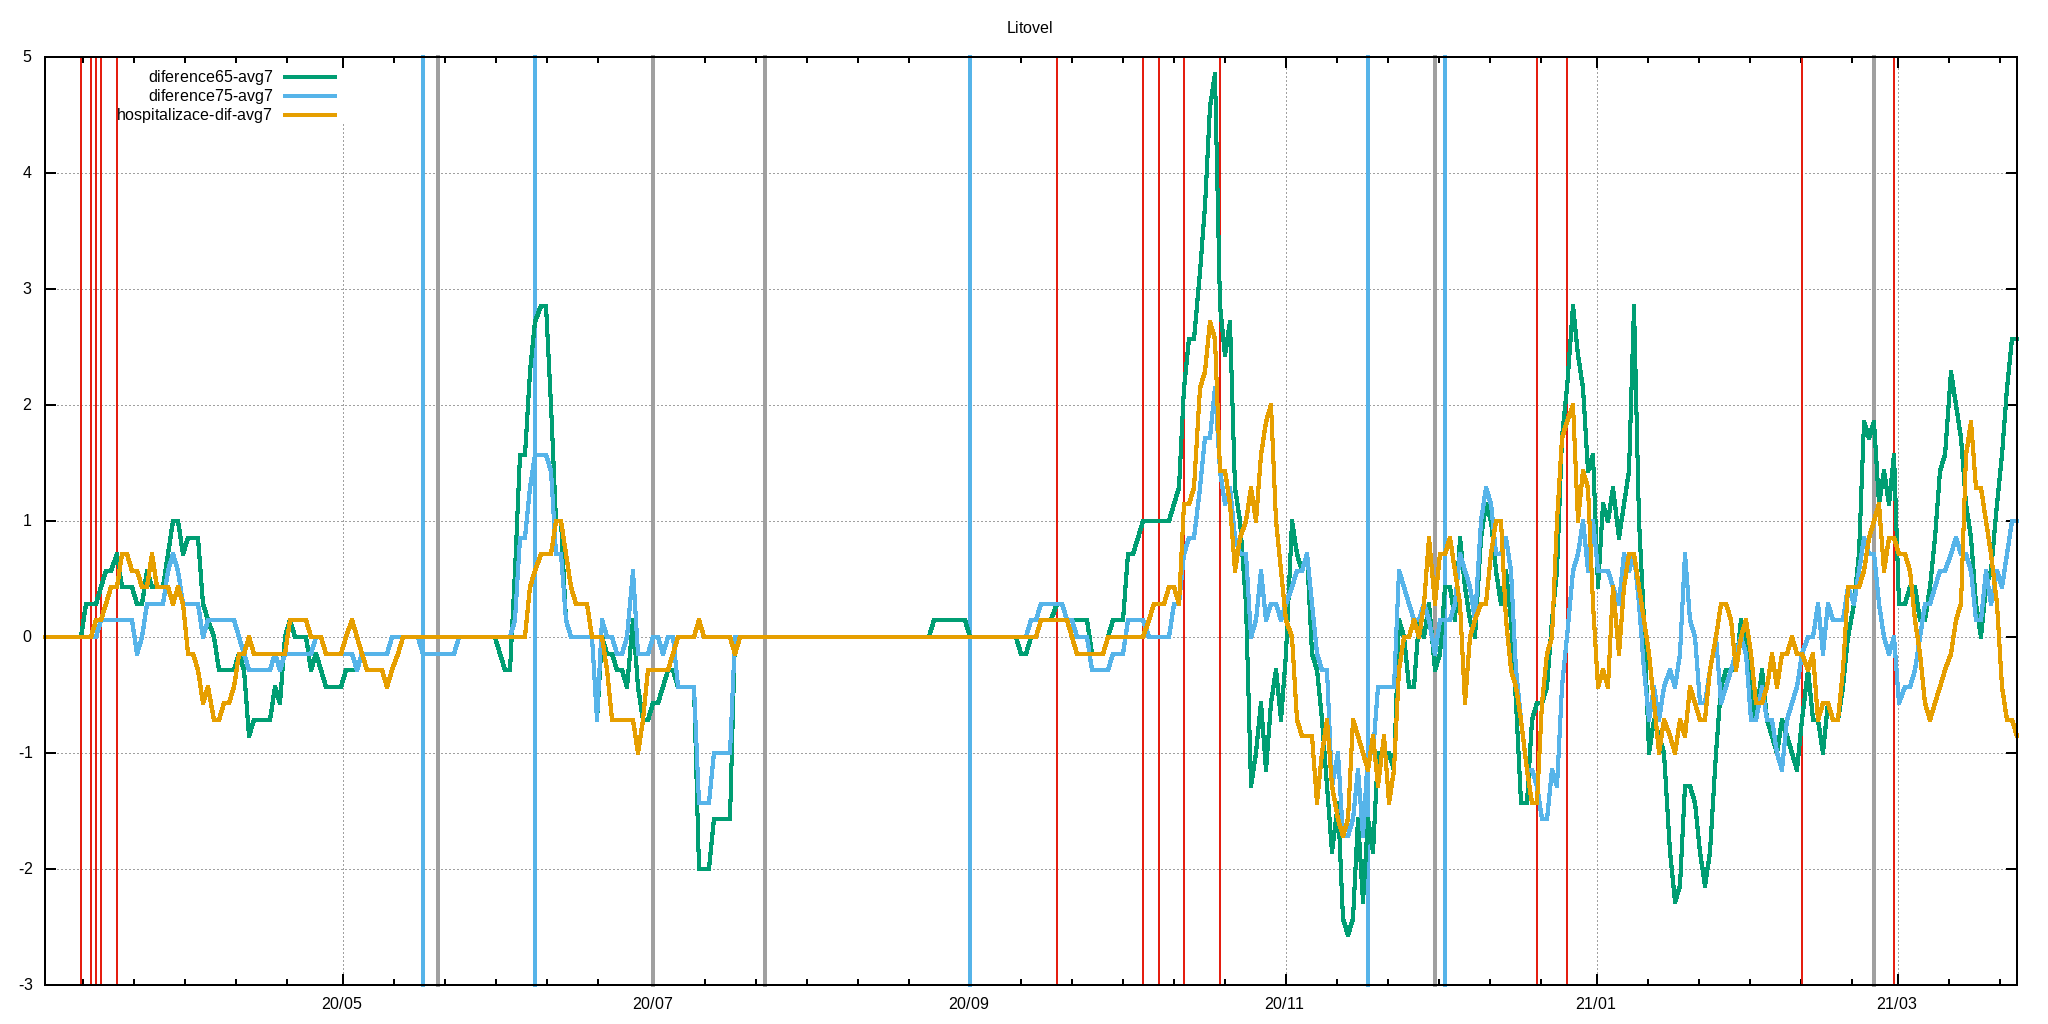 Litovel
5
diference65-avg7
diference75-avg7
hospitalizace-dif-avg7
4
3
2
1
0
-1
-2
-3
20/05 20/07 20/09 20/11 21/01 21/03